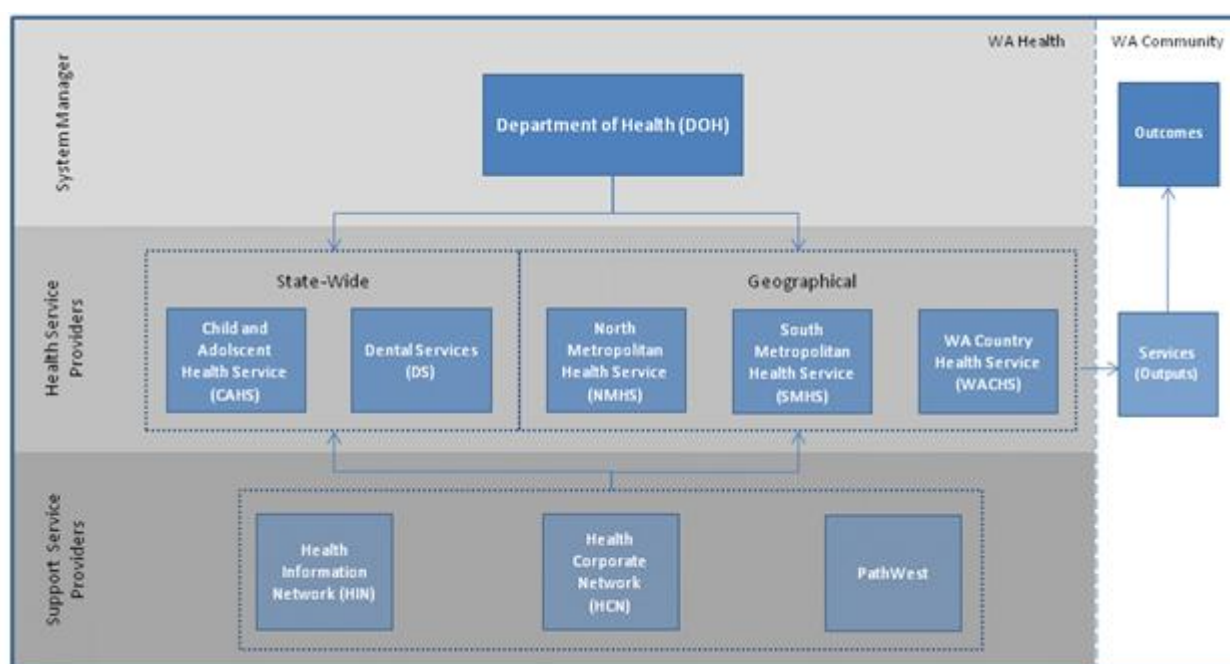 WA Health
WA Community
System Manager
Department of Health (DOH)
Outcomes
Health Service
Providers
State-Wide
Geographical
Child and
Adolscent
Health Service
(CAHS)
Dental Services
(DS)
North
Metropolitan
Health Service
(NMHS)
South
Metropolitan
Health Service
(SMHS)
WA Country
Health Service
(WACHS)
Services
(Outputs)
Support Service
Providers
Health
Information
Network (HIN)
Health
Corporate
Network
(HCN)
PathWest